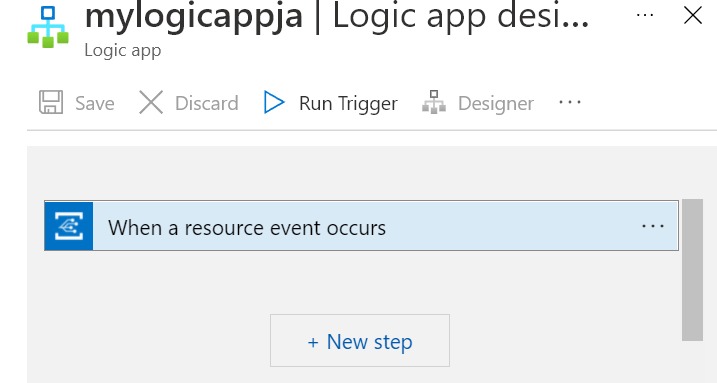 mylogicappja | Logic app desi... ...
Logic app
Save Discard Run Trigger Designer ...
When a resource event occurs ...
+ New step